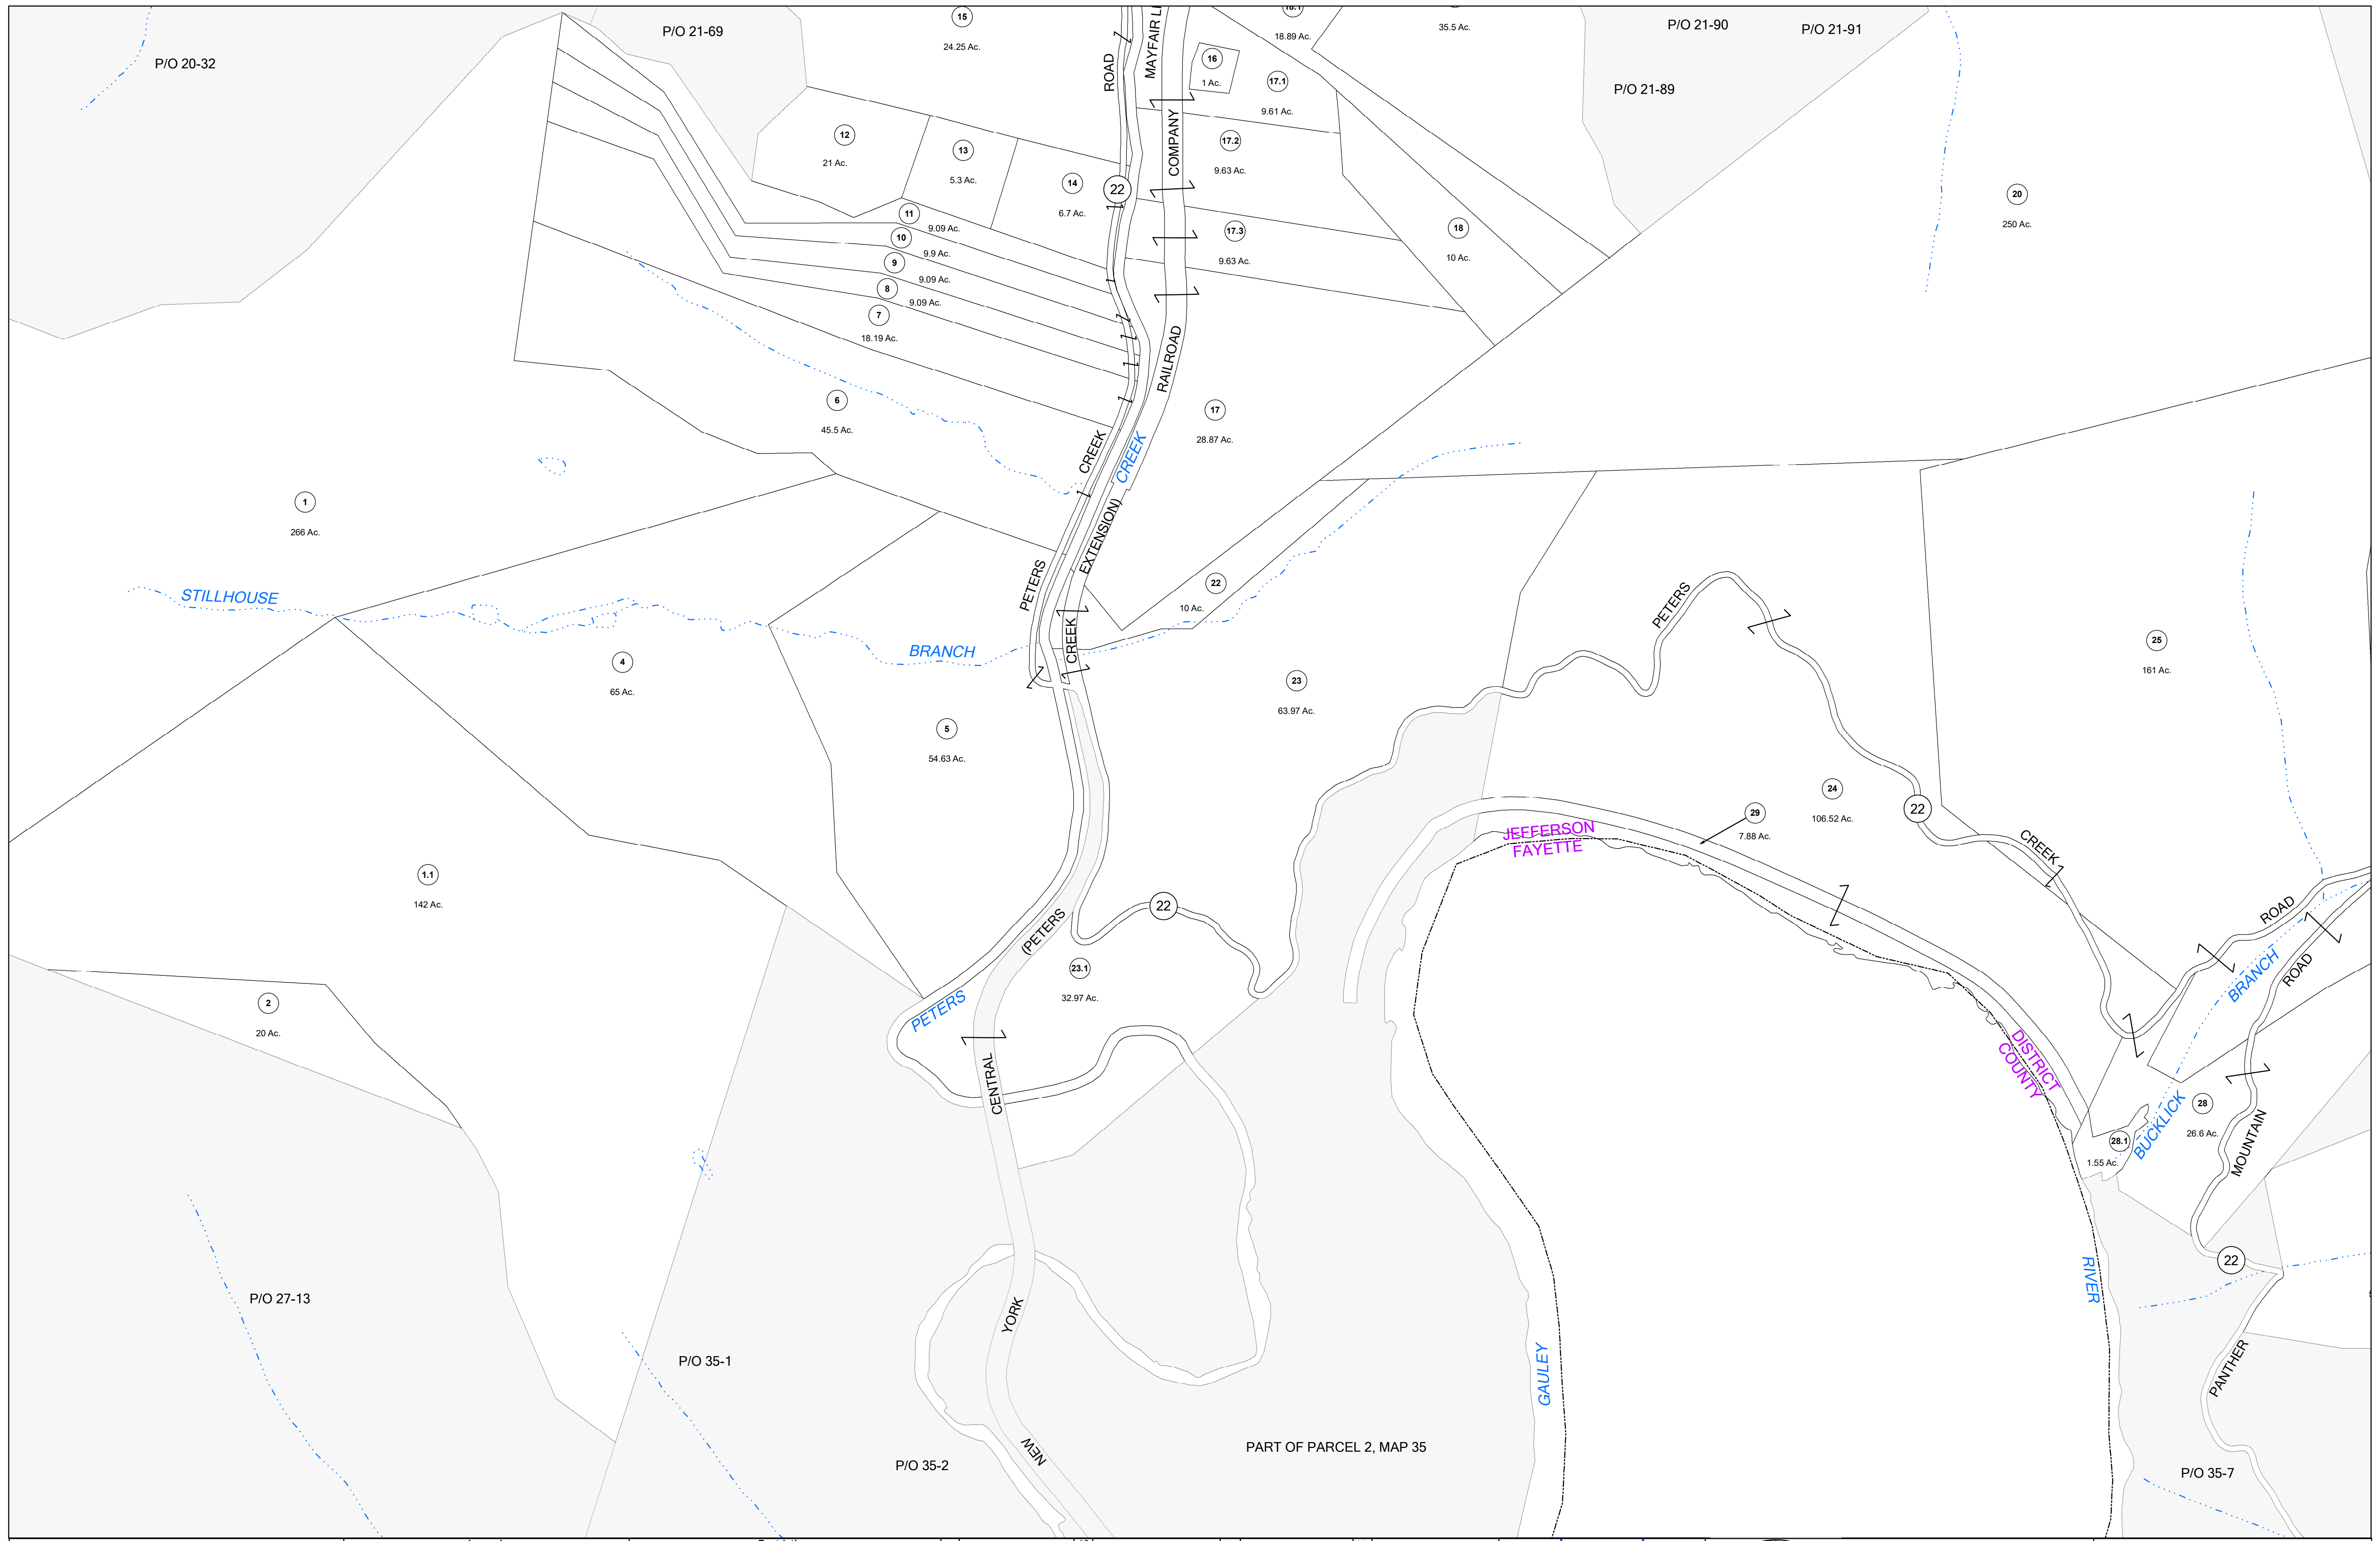 15
24.25 Ac.
P/O 21-69
P/O 20-32
ROAD
MAYFAIR
18.1
18.89 Ac.
35.5 Ac.
P/O 21-90
P/O 21-91
P/O 21-89
16
1 Ac.
17.1
9.61 Ac.
12
21 Ac.
13
5.3 Ac.
14
6.7 Ac.
22
COMPANY
17.2
9.63 Ac.
17.3
9.63 Ac.
18
10 Ac.
20
250 Ac.
11
9.09 Ac.
10
9.9 Ac.
9
9.09 Ac.
8
9.09 Ac.
7
18.19 Ac.
RAILROAD
6
45.5 Ac.
17
28.87 Ac.
CREEK
CREEK
EXTENSION)
PETERS
CREEK
1
266 Ac.
STILLHOUSE
BRANCH
22
10 Ac.
4
65 Ac.
5
54.63 Ac.
23
63.97 Ac.
PETERS
25
161 Ac.
24
106.52 Ac.
22
29
7.88 Ac.
JEFFERSON
FAYETTE
CREEK
1.1
142 Ac.
22
(PETERS
23.1
32.97 Ac.
PETERS
ROAD
BRANCH
ROAD
2
20 Ac.
CENTRAL
DISTRICT
COUNTY
28
26.6 Ac.
28.1
1.55 Ac.
BUCKLICK
MOUNTAIN
22
RIVER
P/O 27-13
YORK
P/O 35-1
GAULEY
PANTHER
NEW
P/O 35-2
PART OF PARCEL 2, MAP 35
P/O 35-7